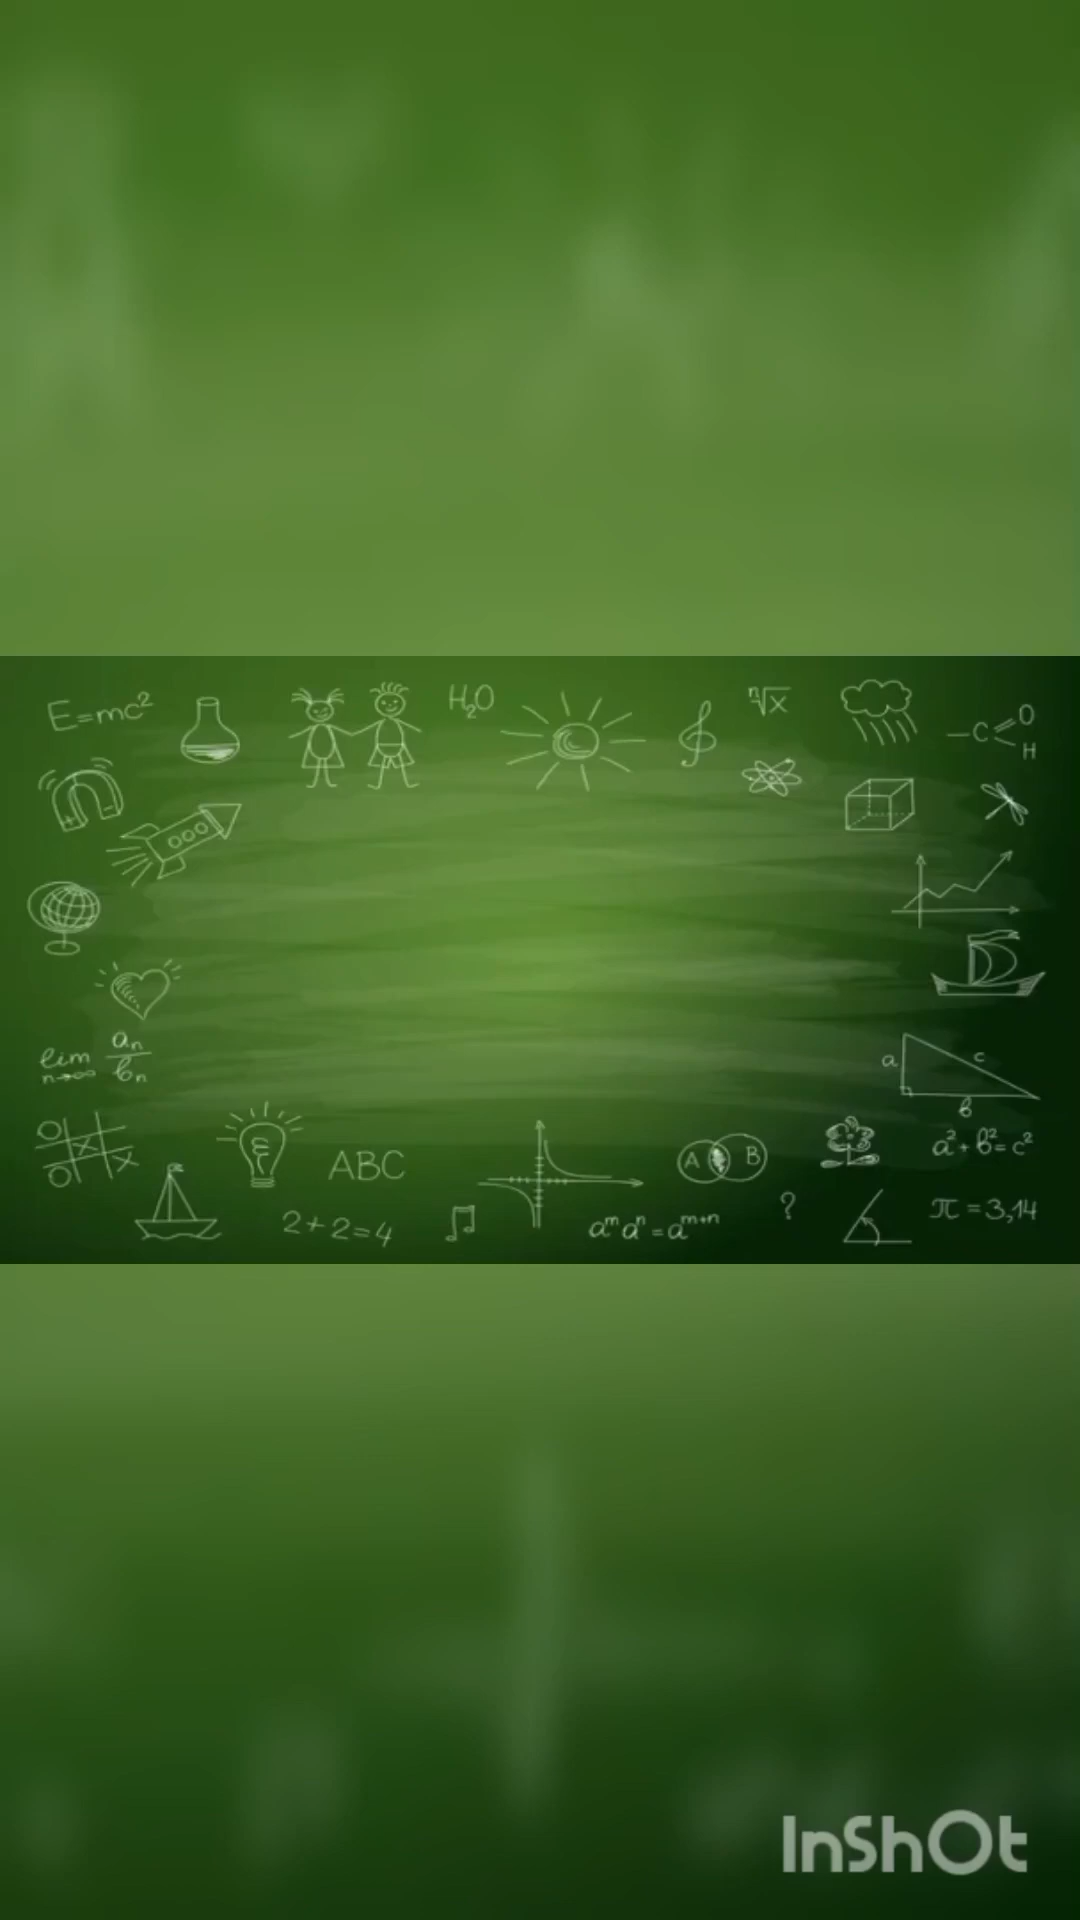 E=mc²
H₂O
ⁿ√x
–C=O
H
lim n→∞ aₙ/bₙ
a
c
b
ABC
A
B
a²+b²=c²
2+2=4
aᵐaⁿ=aᵐ⁺ⁿ
?
π=3,14
InShOt